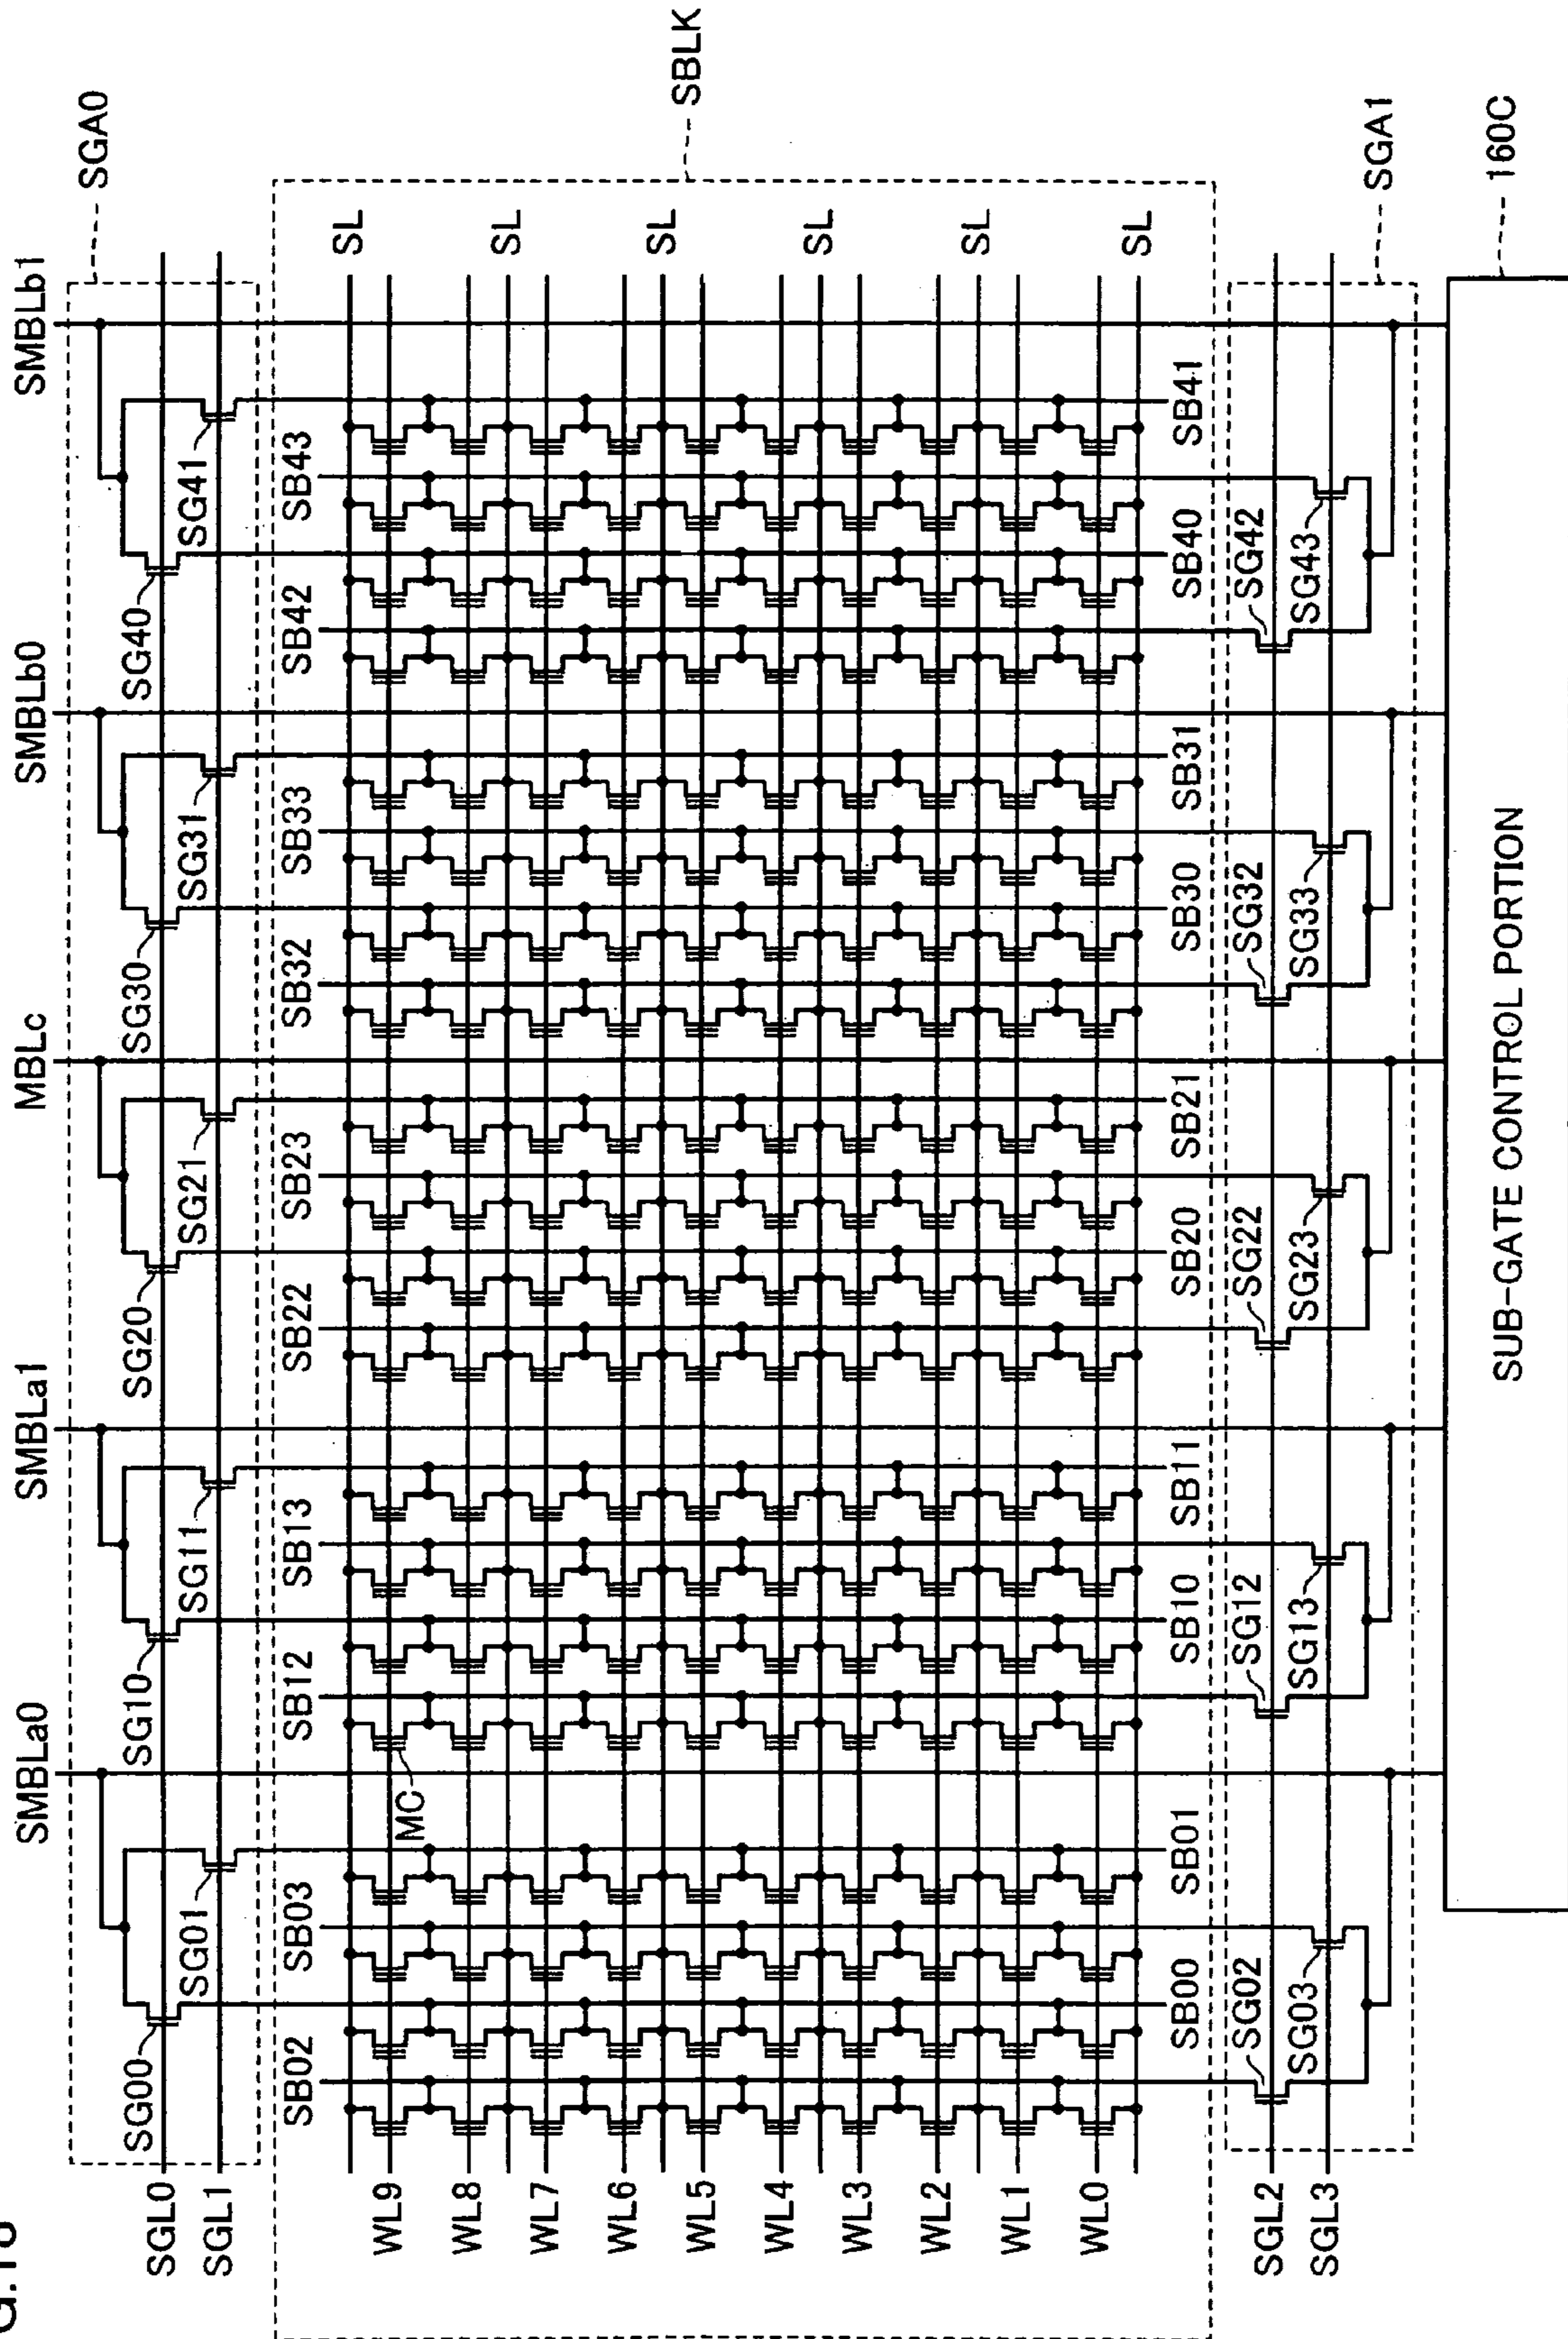 SMBLa0
SMBLa1
MBLc
SMBLb0
SMBLb1
SGA0
SG00
SG10
SG20
SG30
SG40
SGL0
SG01
SG11
SG21
SG31
SG41
SGL1
SB02
SB03
SB12
SB13
SB22
SB23
SB32
SB33
SB42
SB43
SL
WL9
MC
WL8
SL
WL7
WL6
SL
SBLK
WL5
WL4
SL
WL3
WL2
SL
WL1
WL0
SL
SB00
SB01
SB10
SB11
SB20
SB21
SB30
SB31
SB40
SB41
SG02
SG12
SG22
SG32
SG42
SGL2
SG03
SG13
SG23
SG33
SG43
SGL3
SGA1
SUB-GATE CONTROL PORTION
160C